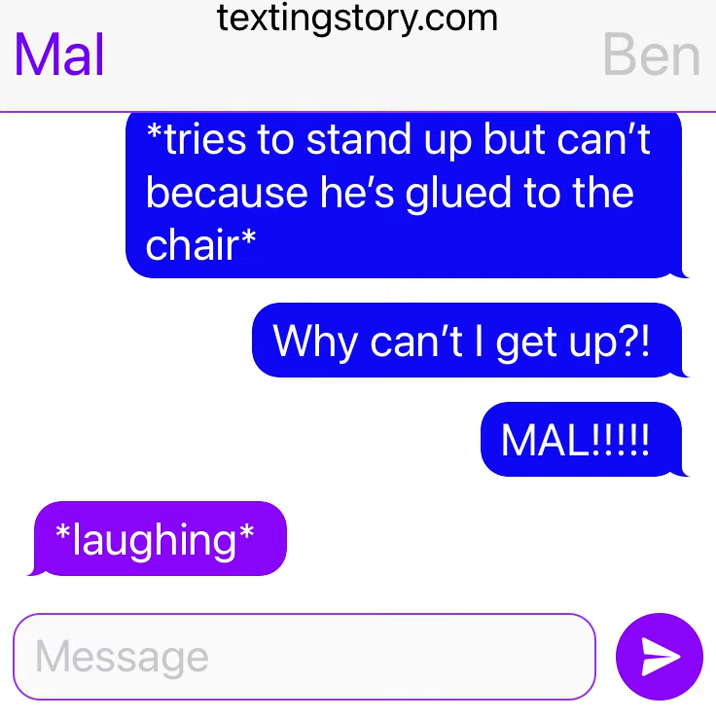 textingstory.com
Mal
Ben
*tries to stand up but can’t
because he’s glued to the
chair*
Why can’t I get up?!
MAL!!!!!
*laughing*
Message